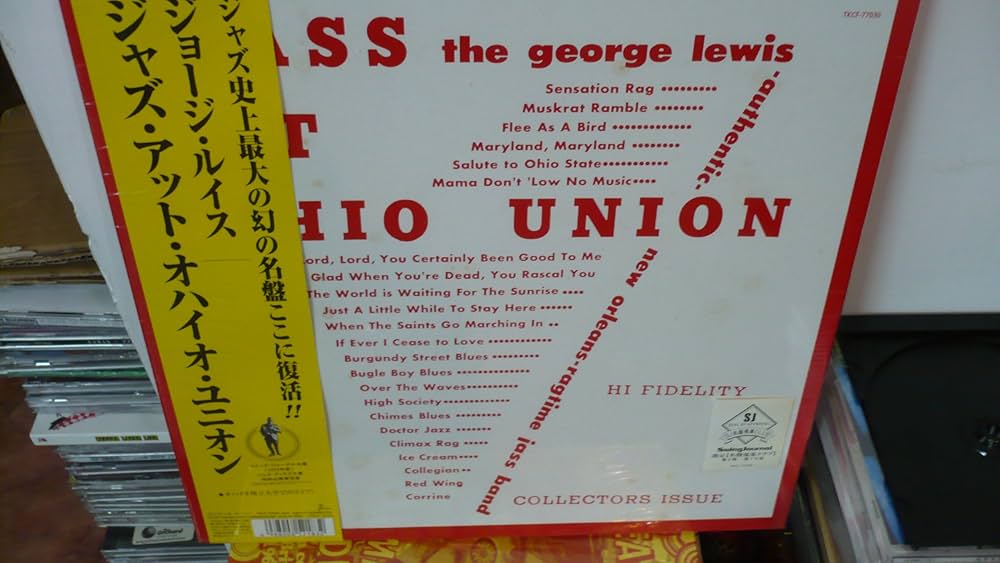 ジャズ史上最大の幻の名盤ここに復活!!
ジョージ・ルイス
ジャズ・アット・オハイオ・ユニオン
TKCF-77030
ASS the george lewis
-authentic-
Sensation Rag
Muskrat Ramble
Flee As A Bird
Maryland, Maryland
Salute to Ohio State
Mama Don't 'Low No Music
T
HIO UNION
ord, Lord, You Certainly Been Good To Me
Glad When You're Dead, You Rascal You
The World is Waiting For The Sunrise
Just A Little While To Stay Here
When The Saints Go Marching In
If Ever I Cease to Love
Burgundy Street Blues
Bugle Boy Blues
Over The Waves
High Society
Chimes Blues
Doctor Jazz
Climax Rag
Ice Cream
Collegian
Red Wing
Corrine
new orleans-ragtime jass band
HI FIDELITY
SJ
SwingJournal
COLLECTORS ISSUE